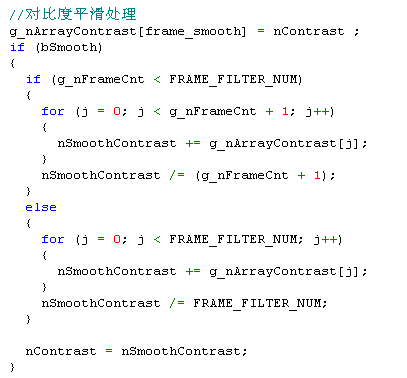 //对比度平滑处理
g_nArrayContrast[frame_smooth] = nContrast ;
if (bSmooth)
{
  if (g_nFrameCnt < FRAME_FILTER_NUM)
  {
    for (j = 0; j < g_nFrameCnt + 1; j++)
    {
      nSmoothContrast += g_nArrayContrast[j];
    }
    nSmoothContrast /= (g_nFrameCnt + 1);
  }
  else
  {
    for (j = 0; j < FRAME_FILTER_NUM; j++)
    {
      nSmoothContrast += g_nArrayContrast[j];
    }
    nSmoothContrast /= FRAME_FILTER_NUM;
  }

  nContrast = nSmoothContrast;
}